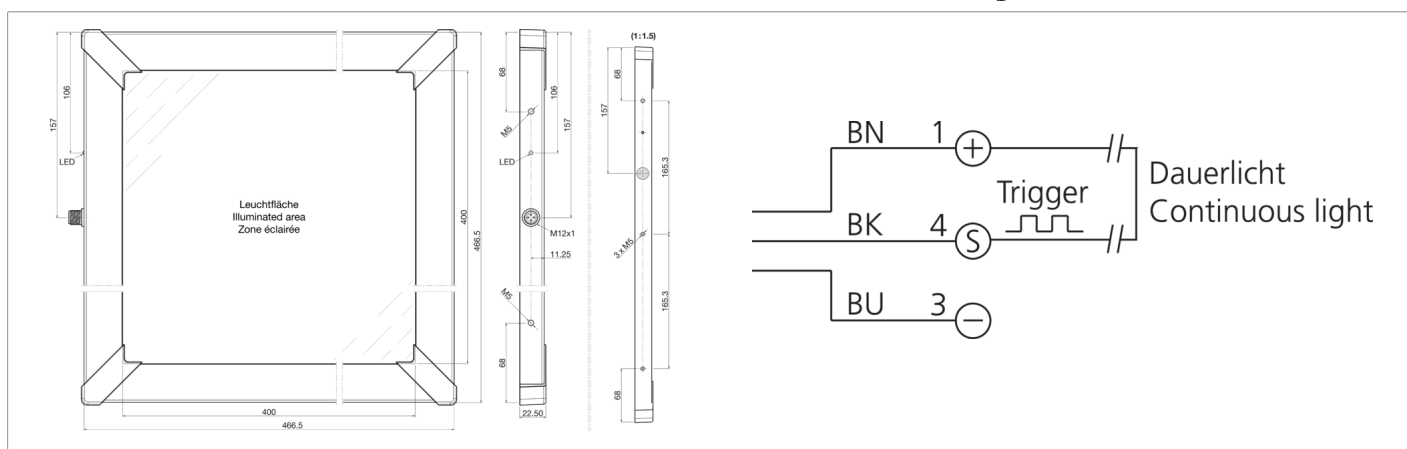 106
157
LED
Leuchtfläche
Illuminated area
Zone éclairée
400
466.5
400
466.5
68
M5
LED
106
157
M12x1
11.25
M5
68
22.50
(1:1.5)
68
157
165.3
3 x M5
165.3
68
BN 1 +
Trigger
BK 4 S
BU 3 −
Dauerlicht
Continuous light